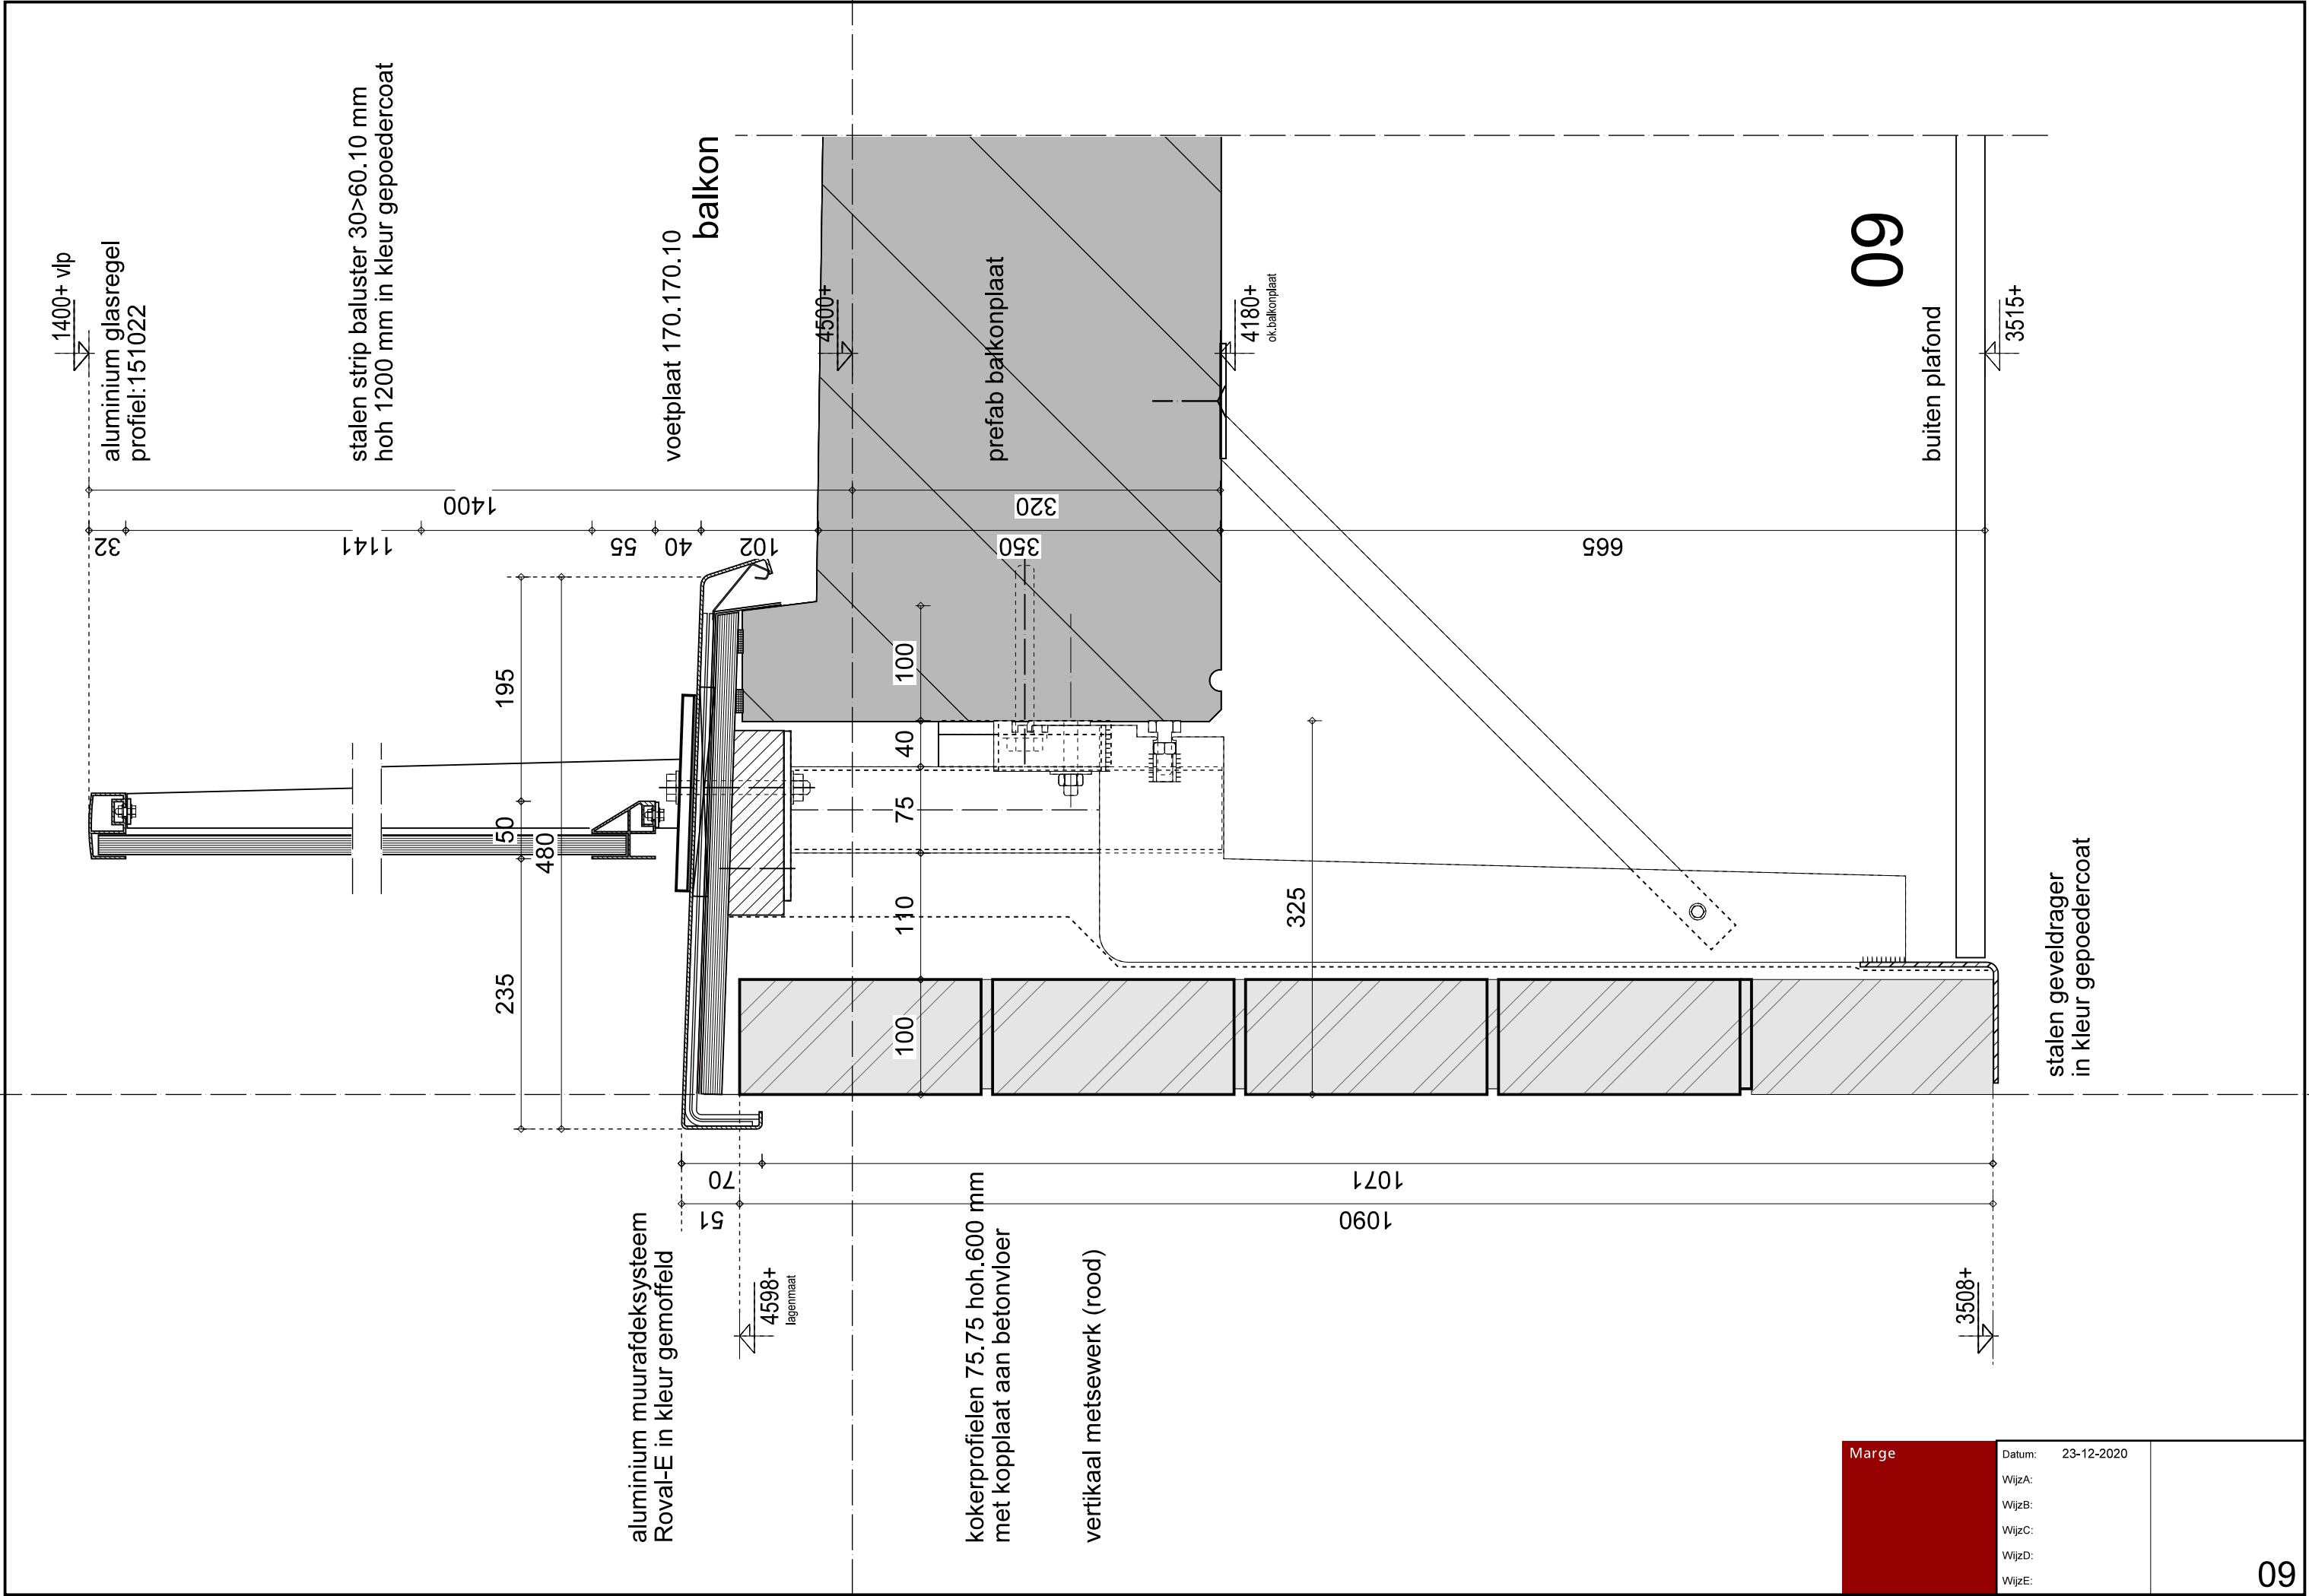 1400+ vlp
aluminium glasregel
profiel:151022
stalen strip baluster 30>60.10 mm
hoh 1200 mm in kleur gepoedercoat
voetplaat 170.170.10
balkon
4500+
prefab balkonplaat
4180+
ok.balkonplaat
09
buiten plafond
3515+
1400
320
32
1141
55
40
102
350
665
195
50
480
235
100
40
75
110
100
325
stalen geveldrager
in kleur gepoedercoat
70
1071
51
1090
aluminium muurafdeksysteem
Roval-E in kleur gemoffeld
4598+
lagenmaat
kokerprofielen 75.75 hoh.600 mm
met kopplaat aan betonvloer
vertikaal metsewerk (rood)
3508+
Marge
Datum: 23-12-2020
WijzA:
WijzB:
WijzC:
WijzD:
WijzE:
09